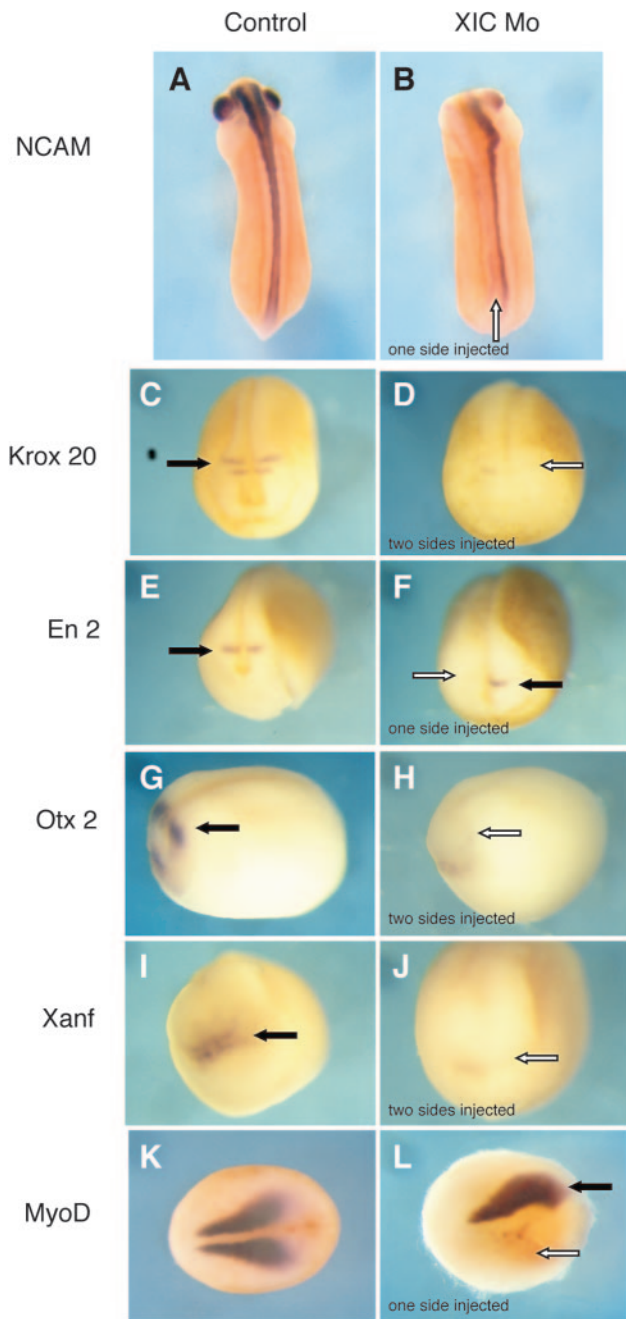 Control XIC Mo
NCAM
A B
one side injected
C D
Krox 20
two sides injected
E F
En 2
one side injected
G H
Otx 2
two sides injected
I J
Xanf
two sides injected
K L
MyoD
one side injected